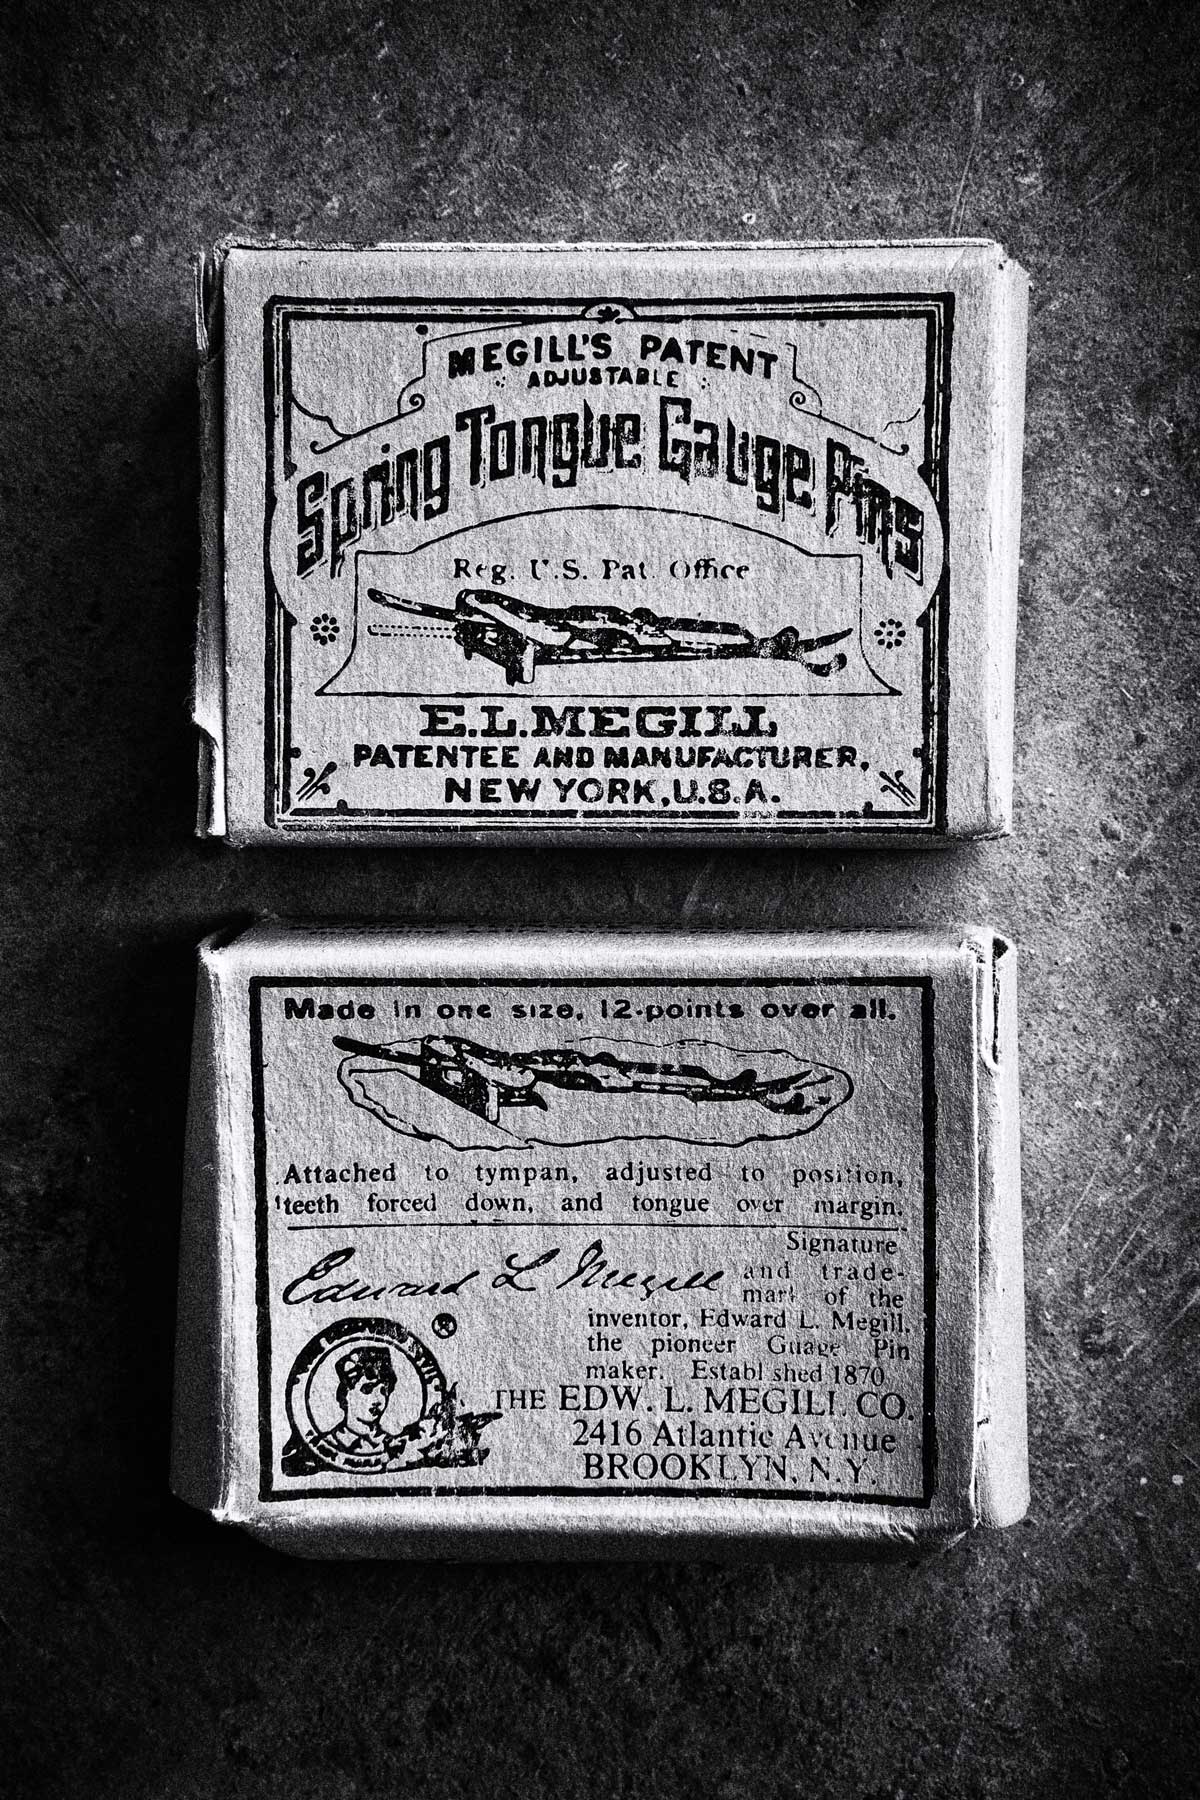 MEGILL'S PATENT
ADJUSTABLE
Spring Tongue Gauge Pins
Reg. U.S. Pat. Office
E.L.MEGILL
PATENTEE AND MANUFACTURER,
NEW YORK, U.S.A.
Made in one size, 12-points over all.
Attached to tympan, adjusted to position,
teeth forced down, and tongue over margin.
Edward L Megill
Signature
and trade-
mark of the
inventor, Edward L. Megill,
the pioneer Guage Pin
maker. Established 1870
®
THE EDW. L. MEGILL CO.
2416 Atlantic Avenue
BROOKLYN, N.Y.